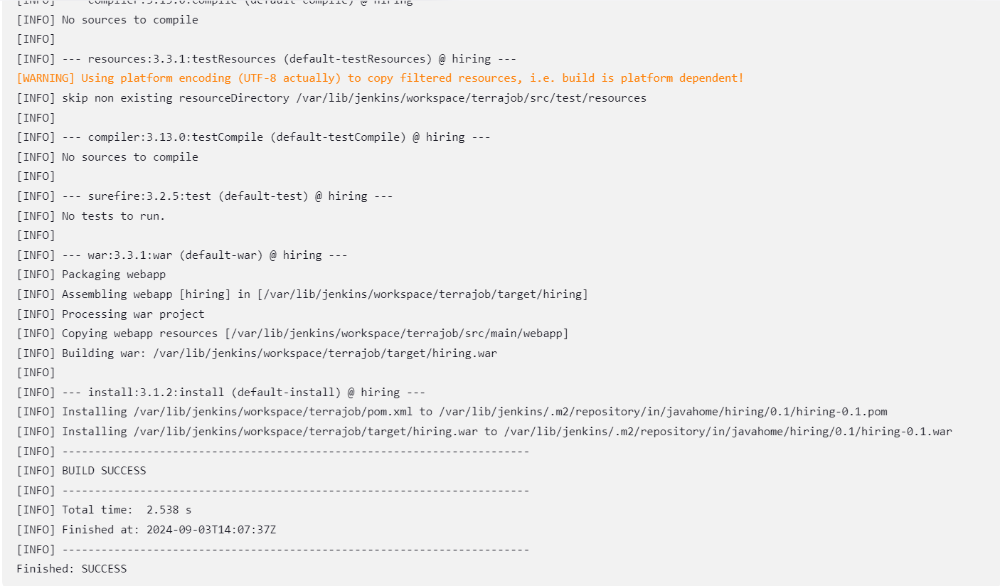 [INFO] --- compiler:3.13.0:compile (default-compile) @ hiring
[INFO] No sources to compile
[INFO]
[INFO] --- resources:3.3.1:testResources (default-testResources) @ hiring ---
[WARNING] Using platform encoding (UTF-8 actually) to copy filtered resources, i.e. build is platform dependent!
[INFO] skip non existing resourceDirectory /var/lib/jenkins/workspace/terrajob/src/test/resources
[INFO]
[INFO] --- compiler:3.13.0:testCompile (default-testCompile) @ hiring ---
[INFO] No sources to compile
[INFO]
[INFO] --- surefire:3.2.5:test (default-test) @ hiring ---
[INFO] No tests to run.
[INFO]
[INFO] --- war:3.3.1:war (default-war) @ hiring ---
[INFO] Packaging webapp
[INFO] Assembling webapp [hiring] in [/var/lib/jenkins/workspace/terrajob/target/hiring]
[INFO] Processing war project
[INFO] Copying webapp resources [/var/lib/jenkins/workspace/terrajob/src/main/webapp]
[INFO] Building war: /var/lib/jenkins/workspace/terrajob/target/hiring.war
[INFO]
[INFO] --- install:3.1.2:install (default-install) @ hiring ---
[INFO] Installing /var/lib/jenkins/workspace/terrajob/pom.xml to /var/lib/jenkins/.m2/repository/in/javahome/hiring/0.1/hiring-0.1.pom
[INFO] Installing /var/lib/jenkins/workspace/terrajob/target/hiring.war to /var/lib/jenkins/.m2/repository/in/javahome/hiring/0.1/hiring-0.1.war
[INFO] ------------------------------------------------------------------------
[INFO] BUILD SUCCESS
[INFO] ------------------------------------------------------------------------
[INFO] Total time:  2.538 s
[INFO] Finished at: 2024-09-03T14:07:37Z
[INFO] ------------------------------------------------------------------------
Finished: SUCCESS